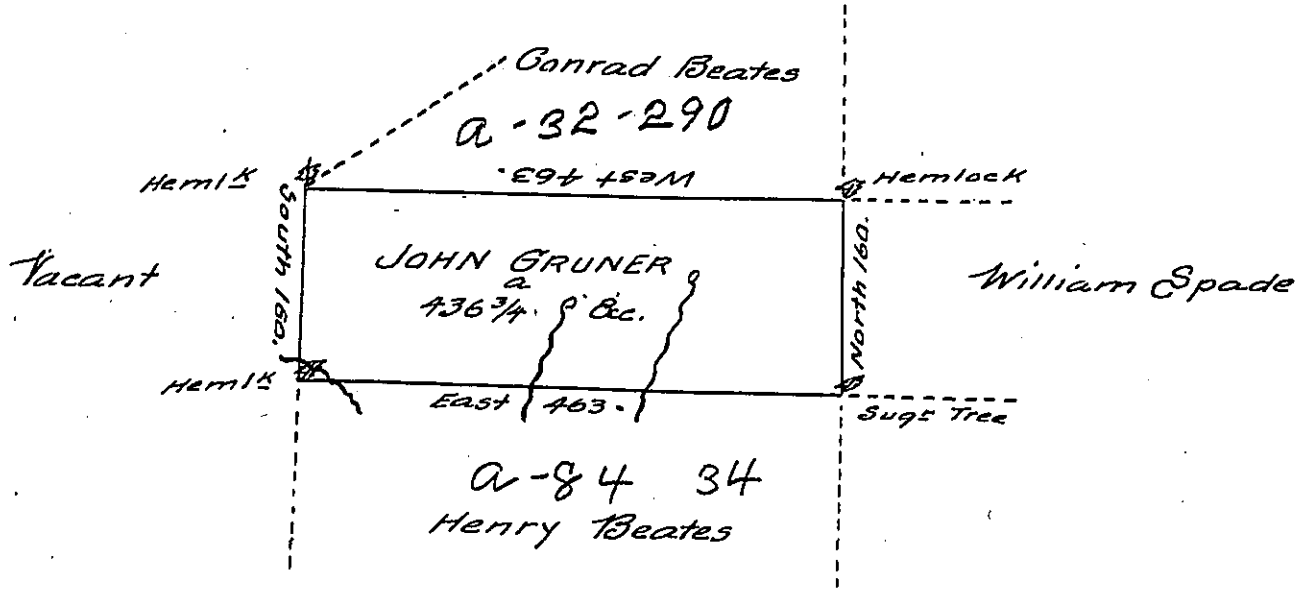 Conrad Beates
a-32-290
West 463.
Hemlk
Hemlock
South 160.
North 160.
Vacant
JOHN GRUNER
a
436 3/4. &c.
William Spade
Hemlk
East 463.
Sugr Tree
a-84 34
Henry Beates